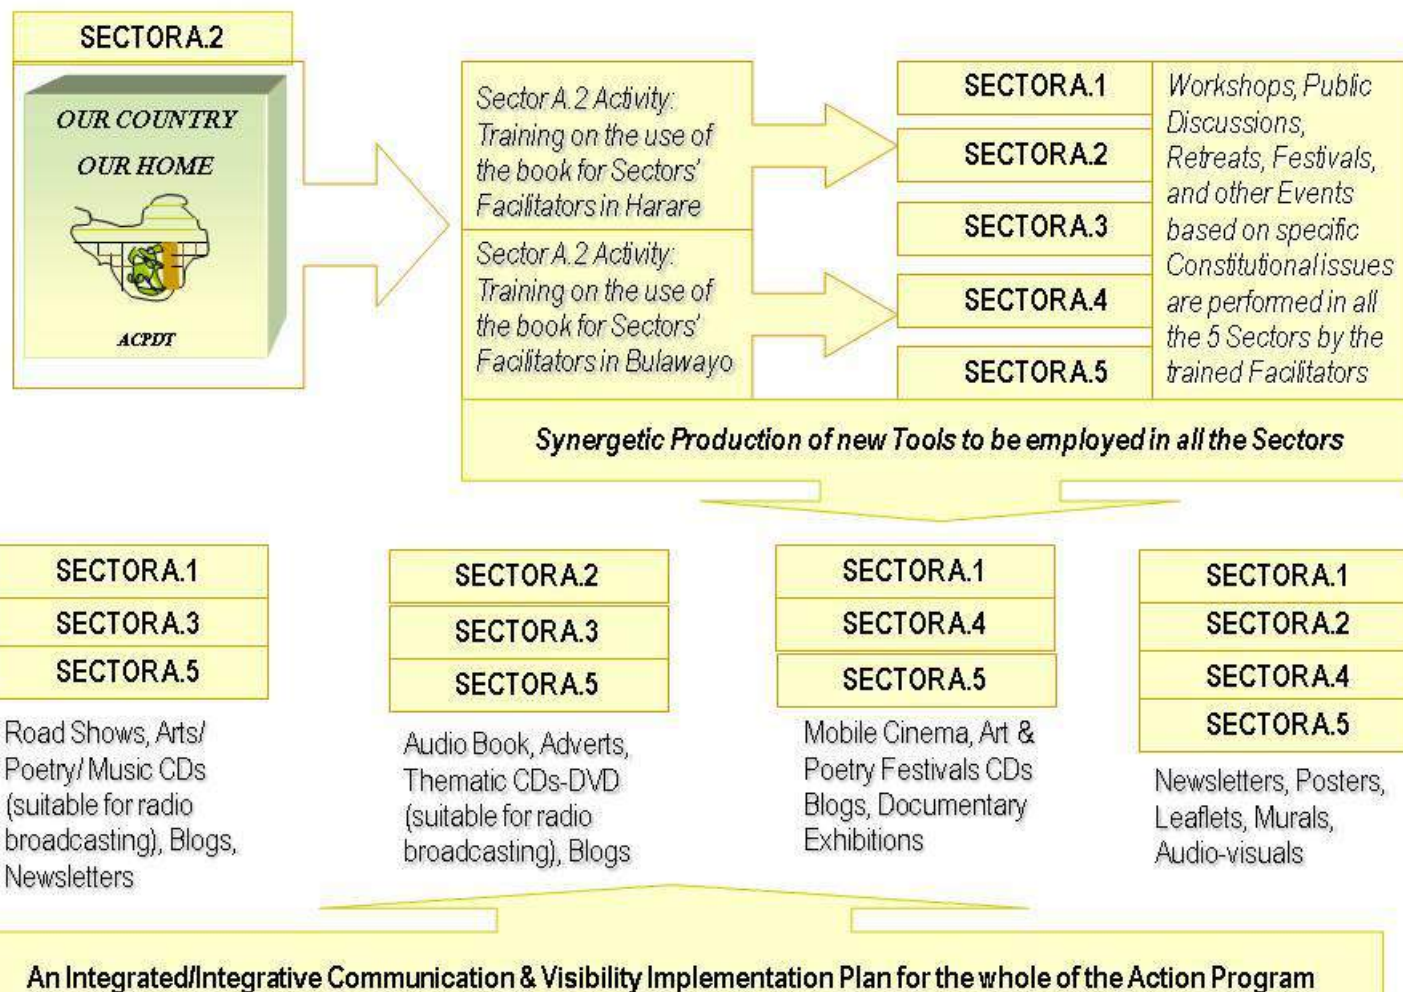 SECTOR A.2
OUR COUNTRY
OUR HOME
ACPDT
Sector A.2 Activity:
Training on the use of
the book for Sectors'
Facilitators in Harare
Sector A.2 Activity:
Training on the use of
the book for Sectors'
Facilitators in Bulawayo
SECTOR A.1
SECTOR A.2
SECTOR A.3
SECTOR A.4
SECTOR A.5
Workshops, Public
Discussions,
Retreats, Festivals,
and other Events
based on specific
Constitutional issues
are performed in all
the 5 Sectors by the
trained Facilitators
Synergetic Production of new Tools to be employed in all the Sectors
SECTOR A.1
SECTOR A.3
SECTOR A.5
Road Shows, Arts/
Poetry/ Music CDs
(suitable for radio
broadcasting), Blogs,
Newsletters
SECTOR A.2
SECTOR A.3
SECTOR A.5
Audio Book, Adverts,
Thematic CDs-DVD
(suitable for radio
broadcasting), Blogs
SECTOR A.1
SECTOR A.4
SECTOR A.5
Mobile Cinema, Art &
Poetry Festivals CDs
Blogs, Documentary
Exhibitions
SECTOR A.1
SECTOR A.2
SECTOR A.4
SECTOR A.5
Newsletters, Posters,
Leaflets, Murals,
Audio-visuals
An Integrated/Integrative Communication & Visibility Implementation Plan for the whole of the Action Program